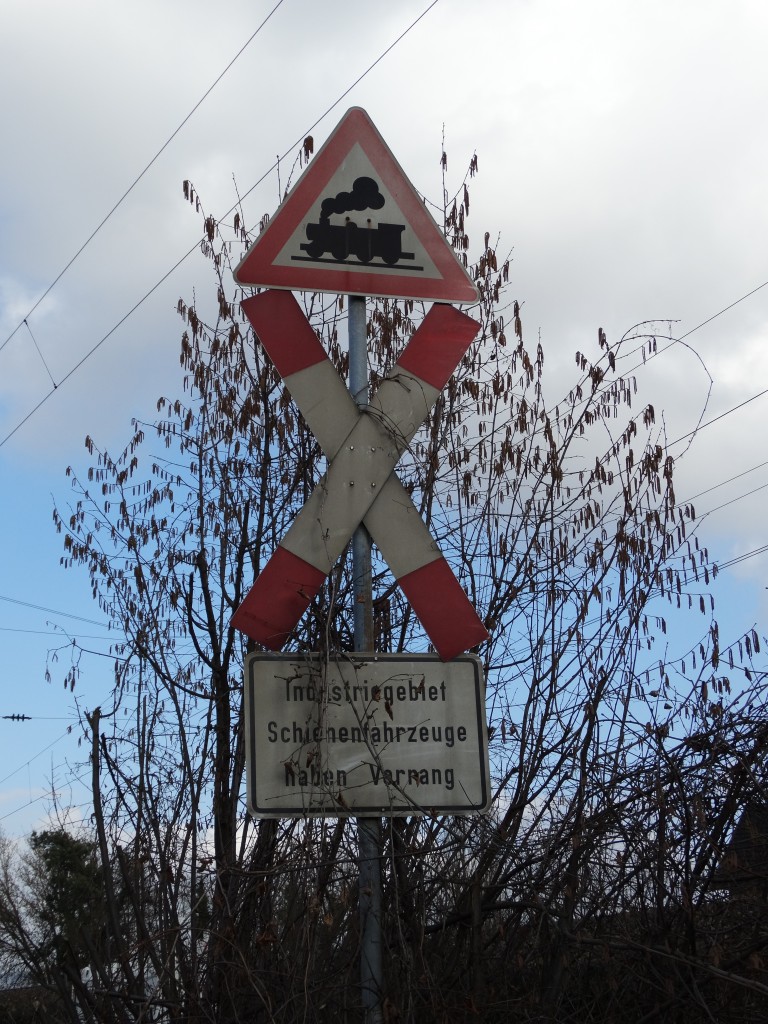 Industriegebiet
Schienenfahrzeuge
haben Vorrang